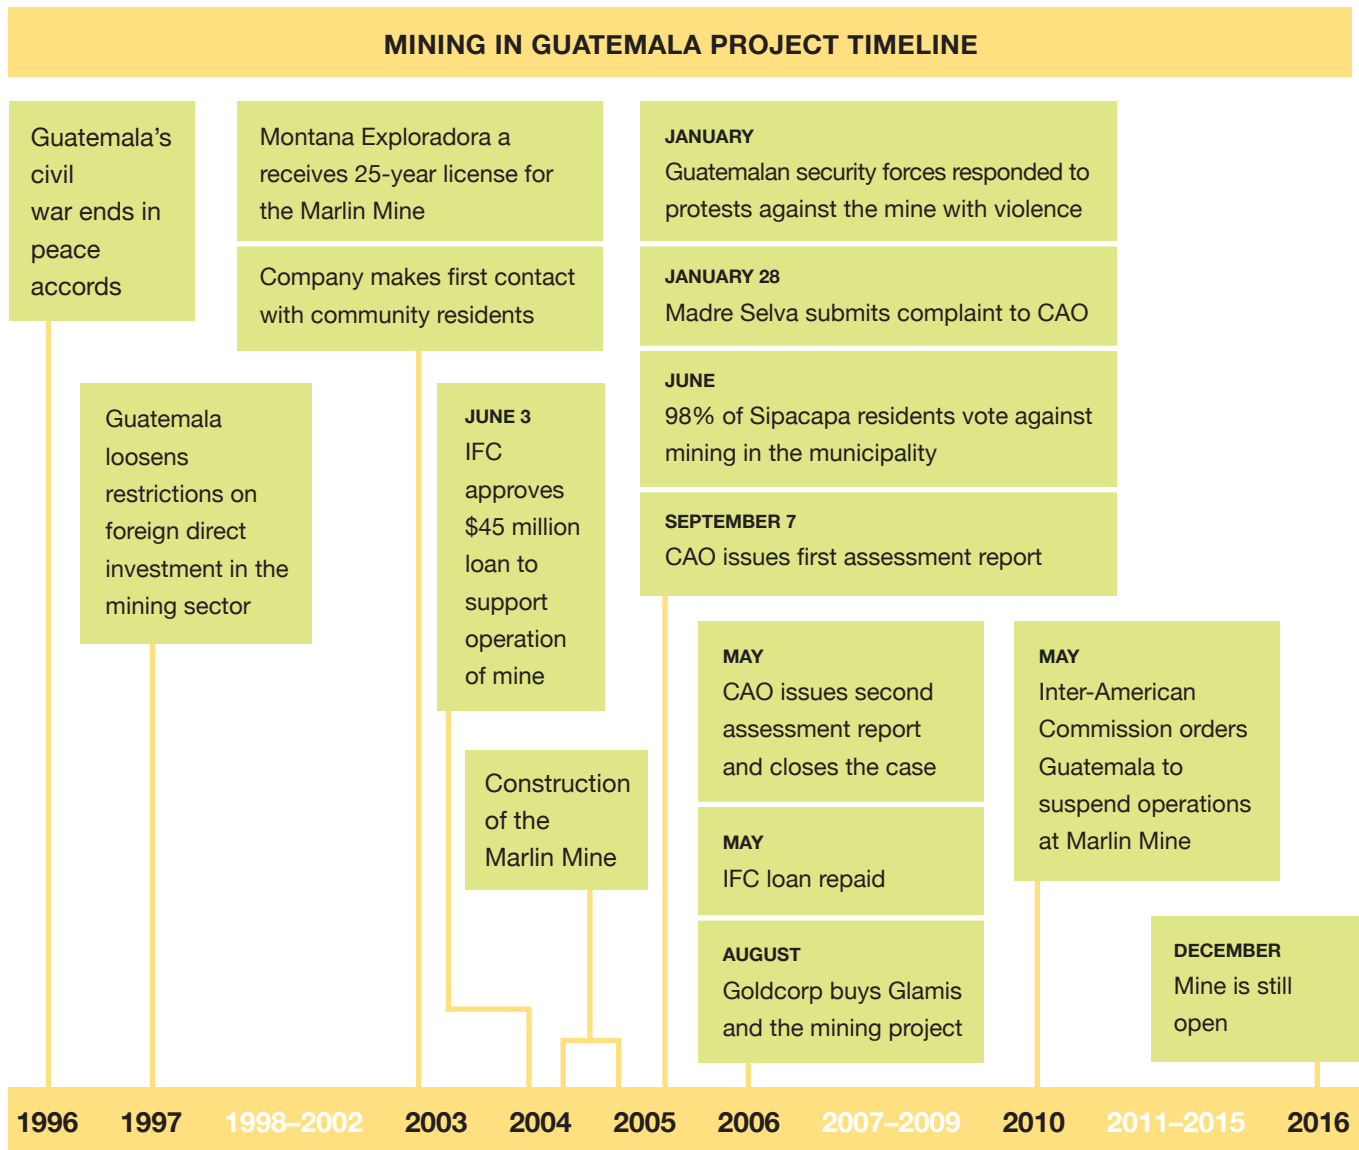 MINING IN GUATEMALA PROJECT TIMELINE
Guatemala’s
civil
war ends in
peace
accords
Guatemala
loosens
restrictions on
foreign direct
investment in the
mining sector
Montana Exploradora a
receives 25-year license for
the Marlin Mine
Company makes first contact
with community residents
JUNE 3
IFC
approves
$45 million
loan to
support
operation
of mine
Construction
of the
Marlin Mine
JANUARY
Guatemalan security forces responded to
protests against the mine with violence
JANUARY 28
Madre Selva submits complaint to CAO
JUNE
98% of Sipacapa residents vote against
mining in the municipality
SEPTEMBER 7
CAO issues first assessment report
MAY
CAO issues second
assessment report
and closes the case
MAY
IFC loan repaid
AUGUST
Goldcorp buys Glamis
and the mining project
MAY
Inter-American
Commission orders
Guatemala to
suspend operations
at Marlin Mine
DECEMBER
Mine is still
open
1996 1997 1998–2002 2003 2004 2005 2006 2007–2009 2010 2011–2015 2016